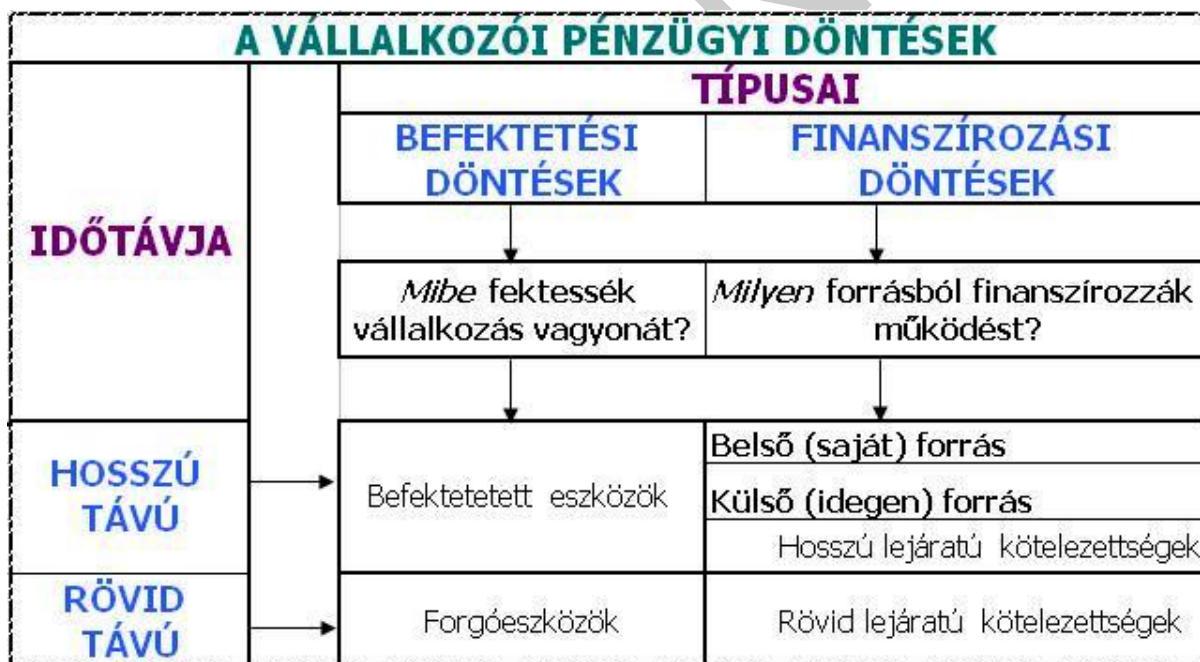 A VÁLLALKOZÓI PÉNZÜGYI DÖNTÉSEK
TÍPUSAI
BEFEKTETÉSI
DÖNTÉSEK
FINANSZÍROZÁSI
DÖNTÉSEK
IDŐTÁVJA
Mibe fektessék
vállalkozás vagyonát?
Milyen forrásból finanszírozzák
működést?
HOSSZÚ
TÁVÚ
Befektetetett eszközök
Belső (saját) forrás
Külső (idegen) forrás
Hosszú lejáratú kötelezettségek
RÖVID
TÁVÚ
Forgóeszközök
Rövid lejáratú kötelezettségek